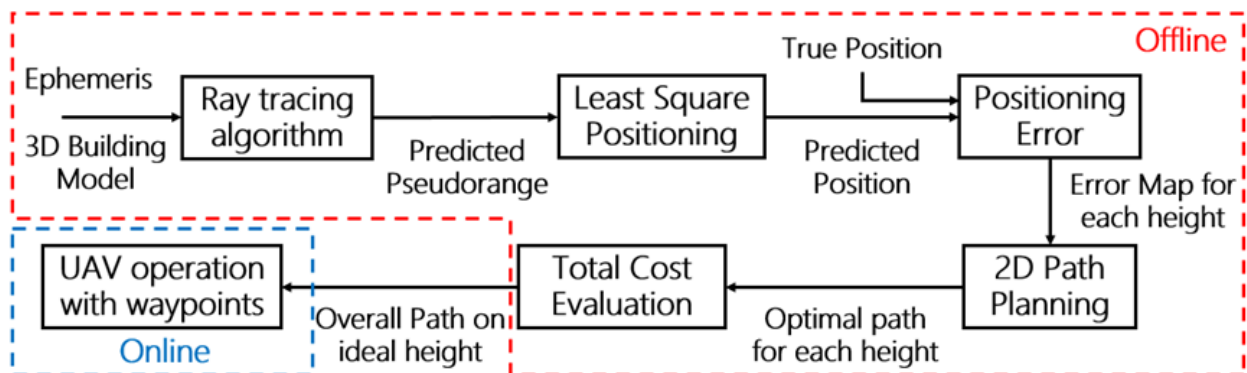 Offline
True Position
Ephemeris
3D Building
Model
Ray tracing
algorithm
Predicted
Pseudorange
Least Square
Positioning
Predicted
Position
Positioning
Error
Error Map for
each height
2D Path
Planning
Optimal path
for each height
Total Cost
Evaluation
Overall Path on
ideal height
UAV operation
with waypoints
Online